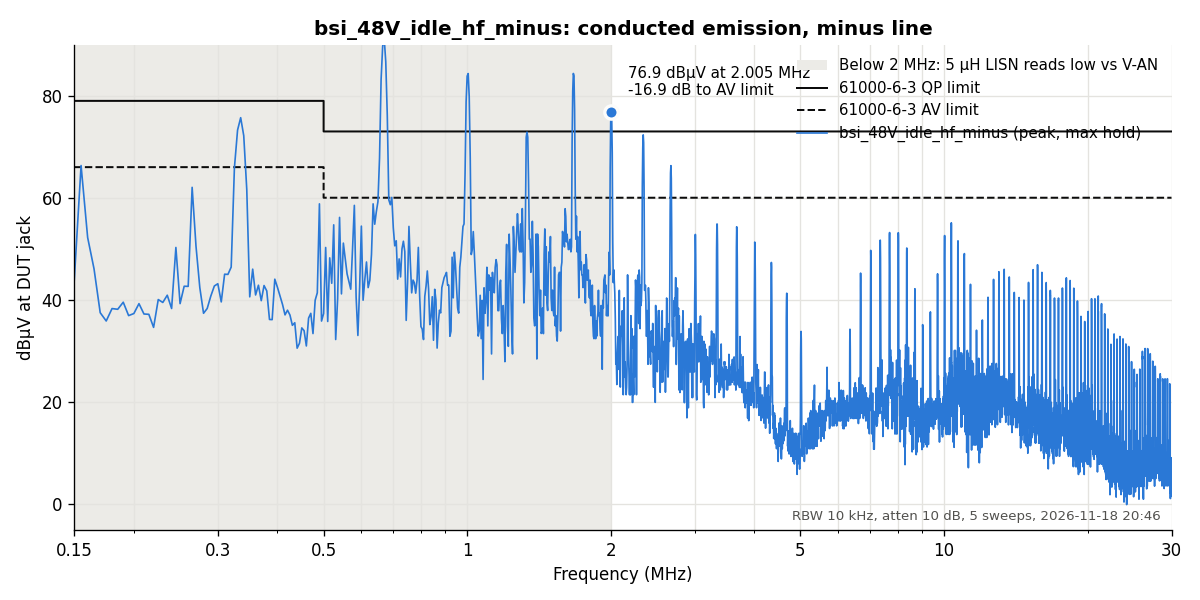 bsi_48V_idle_hf_minus: conducted emission, minus line
76.9 dBµV at 2.005 MHz
-16.9 dB to AV limit
Below 2 MHz: 5 µH LISN reads low vs V-AN
61000-6-3 QP limit
61000-6-3 AV limit
bsi_48V_idle_hf_minus (peak, max hold)
dBµV at DUT jack
80
60
40
20
0
RBW 10 kHz, atten 10 dB, 5 sweeps, 2026-11-18 20:46
0.15 0.3 0.5 1 2 5 10 30
Frequency (MHz)